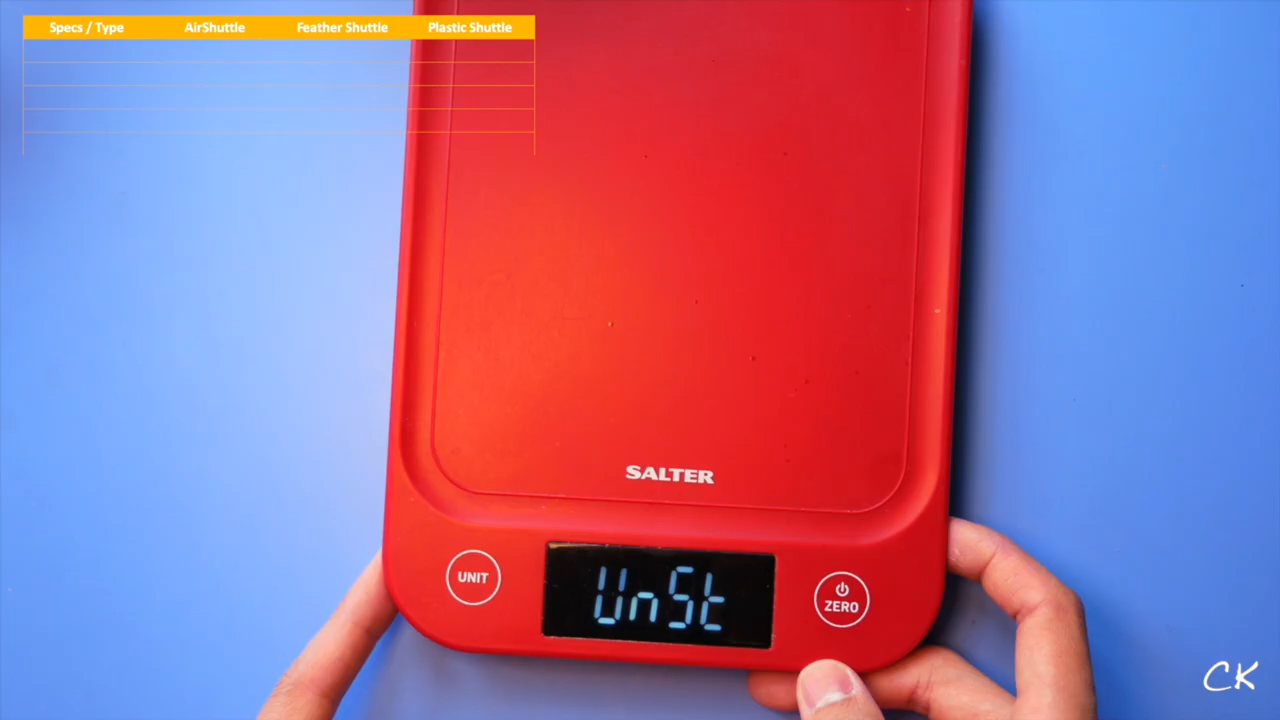 Specs / Type AirShuttle Feather Shuttle Plastic Shuttle
SALTER
UNIT
UnSt
ZERO
CK